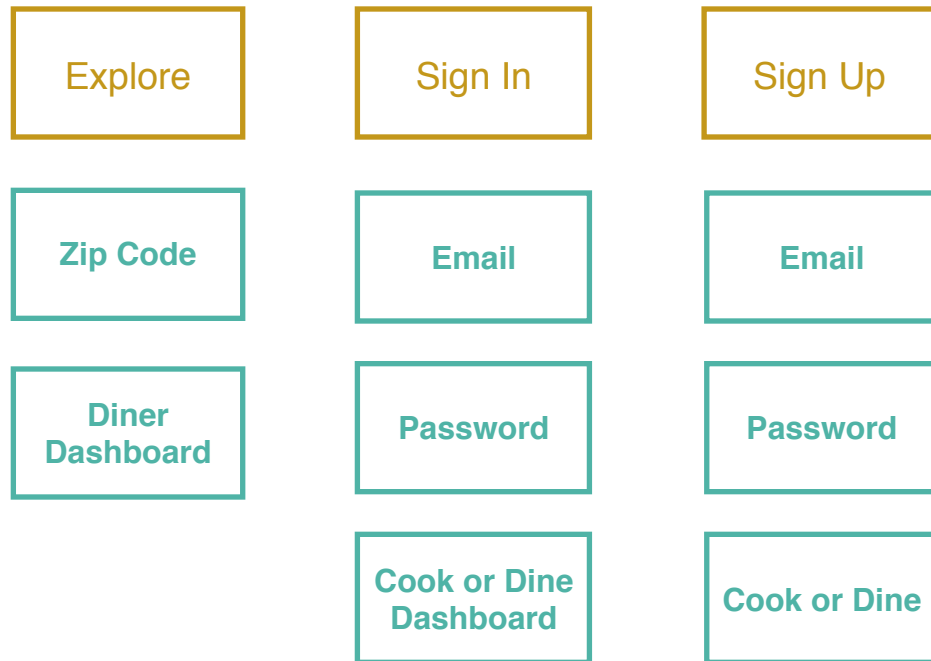 Explore
Sign In
Sign Up
Zip Code
Email
Email
Diner
Dashboard
Password
Password
Cook or Dine
Dashboard
Cook or Dine